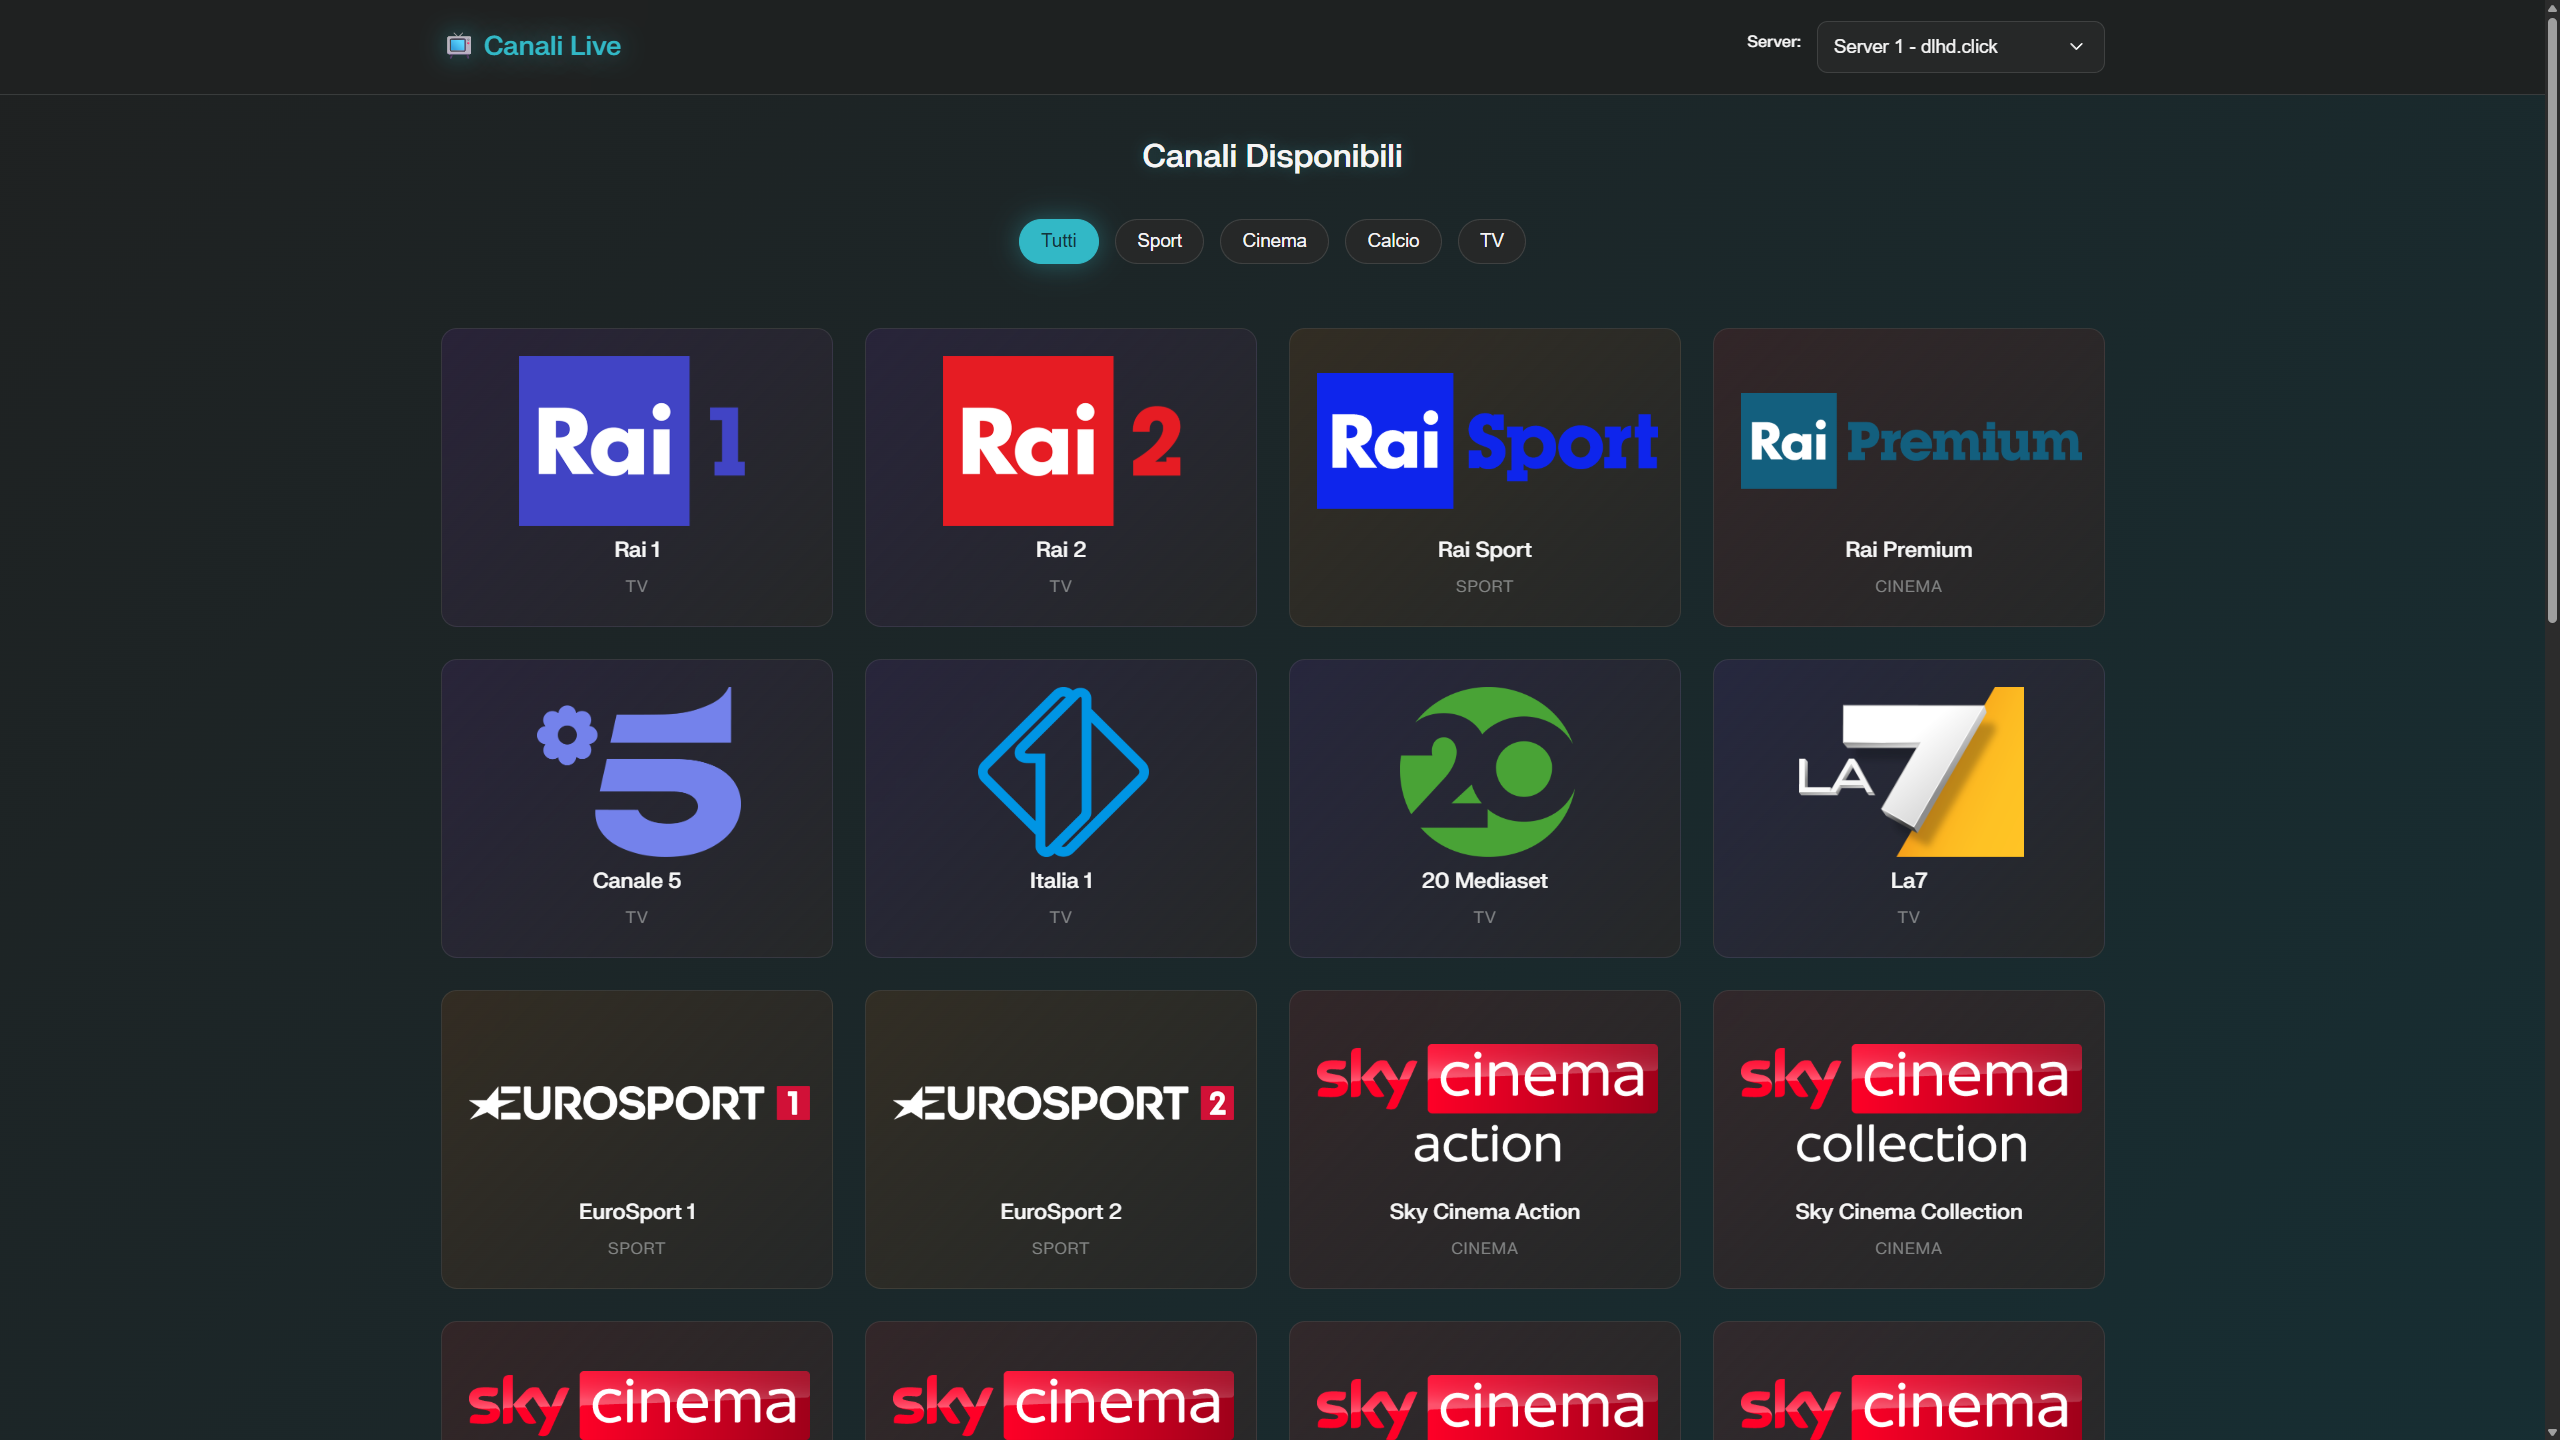 Canali Live
Server:
Server 1 - dlhd.click
Canali Disponibili
Tutti
Sport
Cinema
Calcio
TV
Rai 1
Rai 1
TV
Rai 2
Rai 2
TV
Rai Sport
Rai Sport
SPORT
Rai Premium
Rai Premium
CINEMA
5
Canale 5
TV
1
Italia 1
TV
20
20 Mediaset
TV
LA7
La7
TV
EUROSPORT 1
EuroSport 1
SPORT
EUROSPORT 2
EuroSport 2
SPORT
sky cinema
action
Sky Cinema Action
CINEMA
sky cinema
collection
Sky Cinema Collection
CINEMA
sky cinema
sky cinema
sky cinema
sky cinema